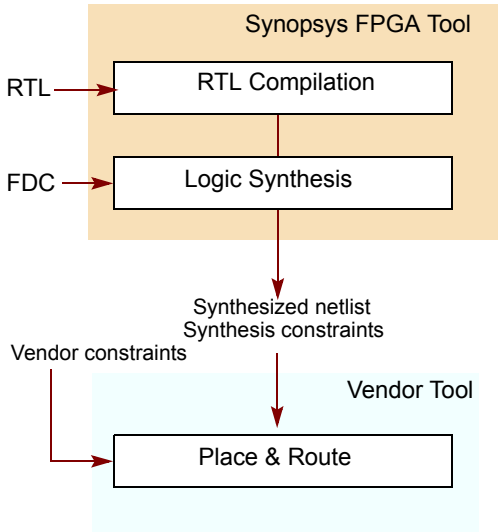 Synopsys FPGA Tool
RTL Compilation
RTL
Logic Synthesis
FDC
Synthesized netlist
Synthesis constraints
Vendor constraints
Vendor Tool
Place & Route